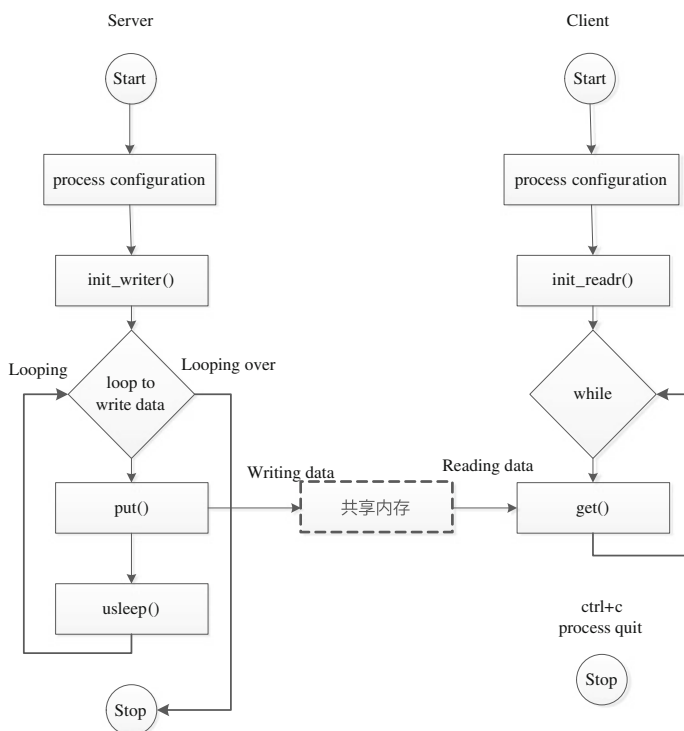 Server
Client
Start
Start
process configuration
process configuration
init_writer()
init_readr()
Looping
Looping over
loop to
write data
while
Writing data
Reading data
put()
共享内存
get()
usleep()
ctrl+c
process quit
Stop
Stop